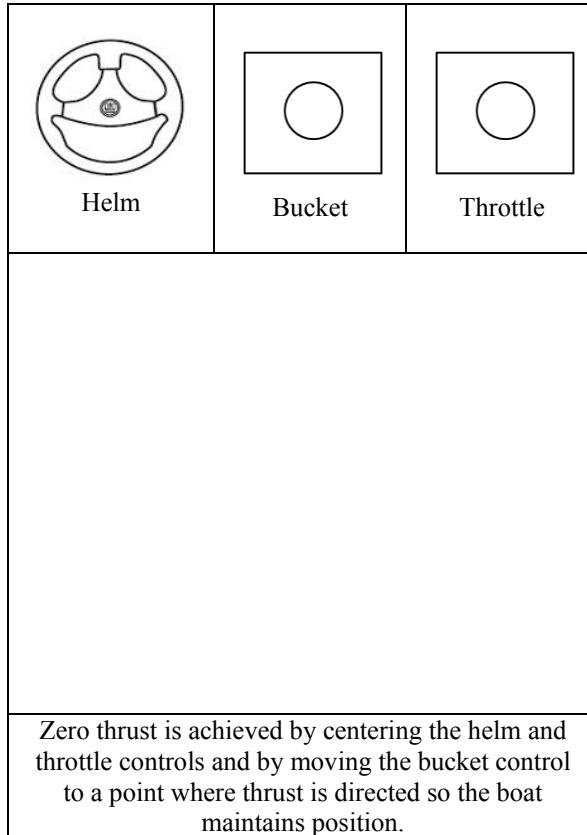 Helm
Bucket
Throttle
Zero thrust is achieved by centering the helm and
throttle controls and by moving the bucket control
to a point where thrust is directed so the boat
maintains position.